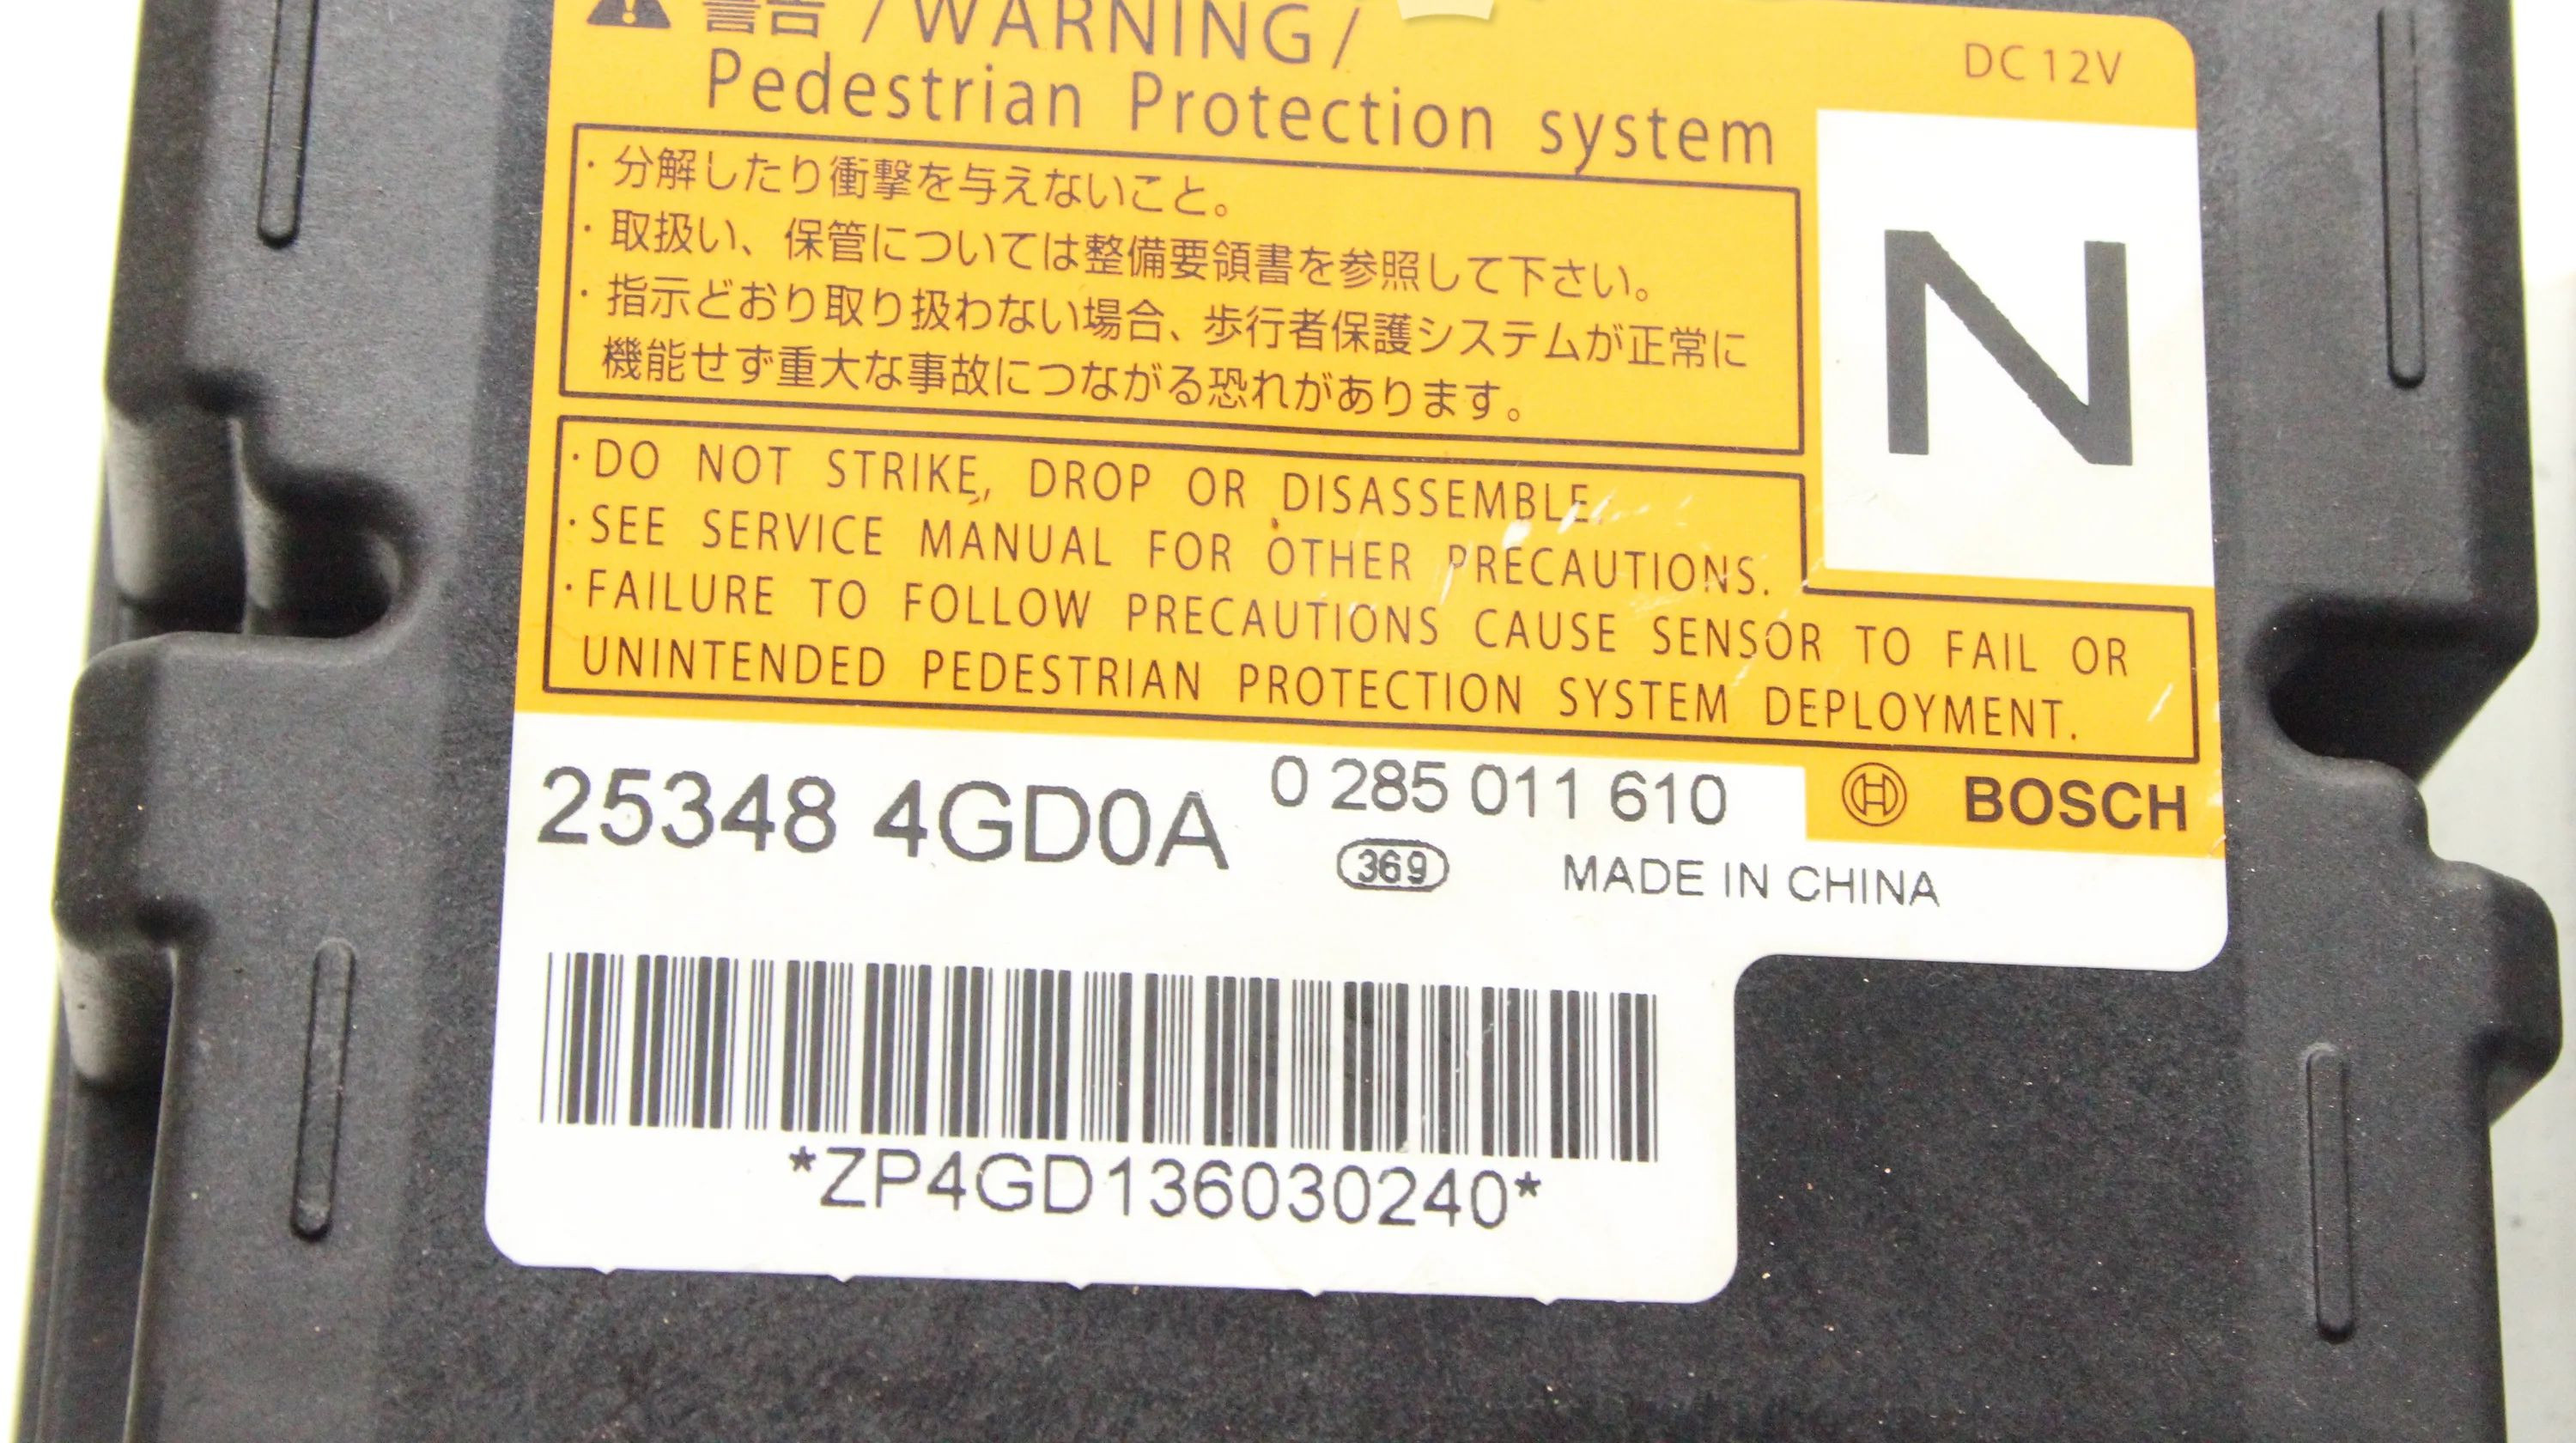 警告 / WARNING /
DC 12V
Pedestrian Protection system
N
・分解したり衝撃を与えないこと。
・取扱い、保管については整備要領書を参照して下さい。
・指示どおり取り扱わない場合、歩行者保護システムが正常に
機能せず重大な事故につながる恐れがあります。
・DO NOT STRIKE, DROP OR DISASSEMBLE.
・SEE SERVICE MANUAL FOR OTHER PRECAUTIONS.
・FAILURE TO FOLLOW PRECAUTIONS CAUSE SENSOR TO FAIL OR
UNINTENDED PEDESTRIAN PROTECTION SYSTEM DEPLOYMENT.
25348 4GD0A
0 285 011 610
BOSCH
369
MADE IN CHINA
*ZP4GD136030240*